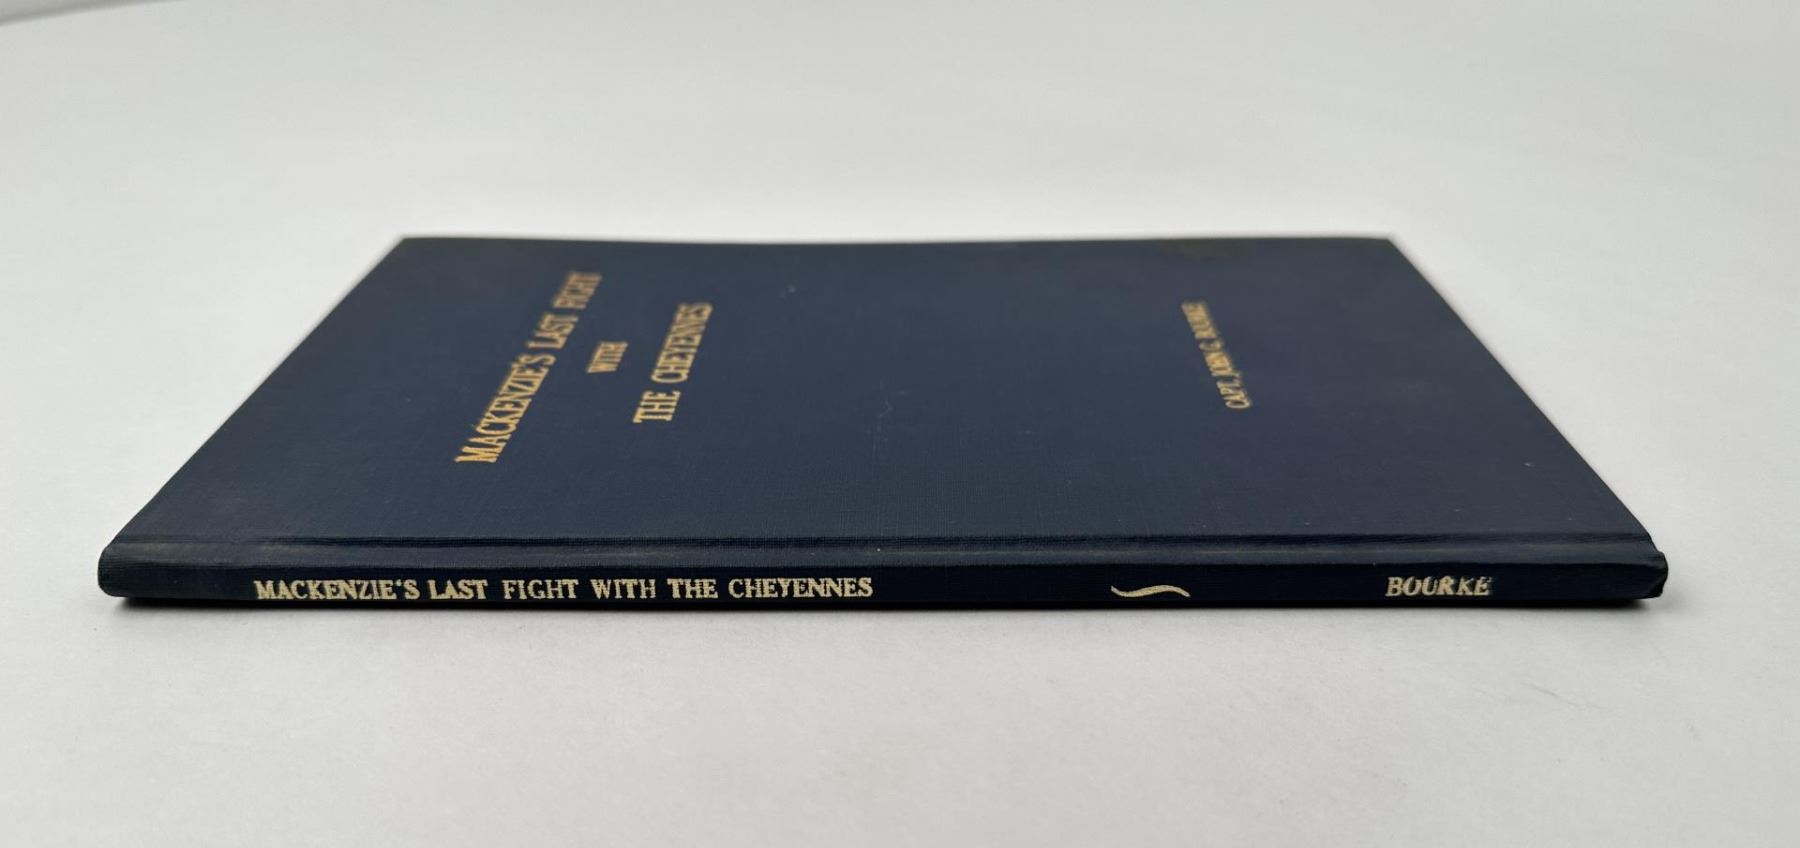 MACKENZIE'S LAST FIGHT
WITH
THE CHEYENNES
CAPT. JOHN G. BOURKE
MACKENZIE'S LAST FIGHT WITH THE CHEYENNES
BOURKE